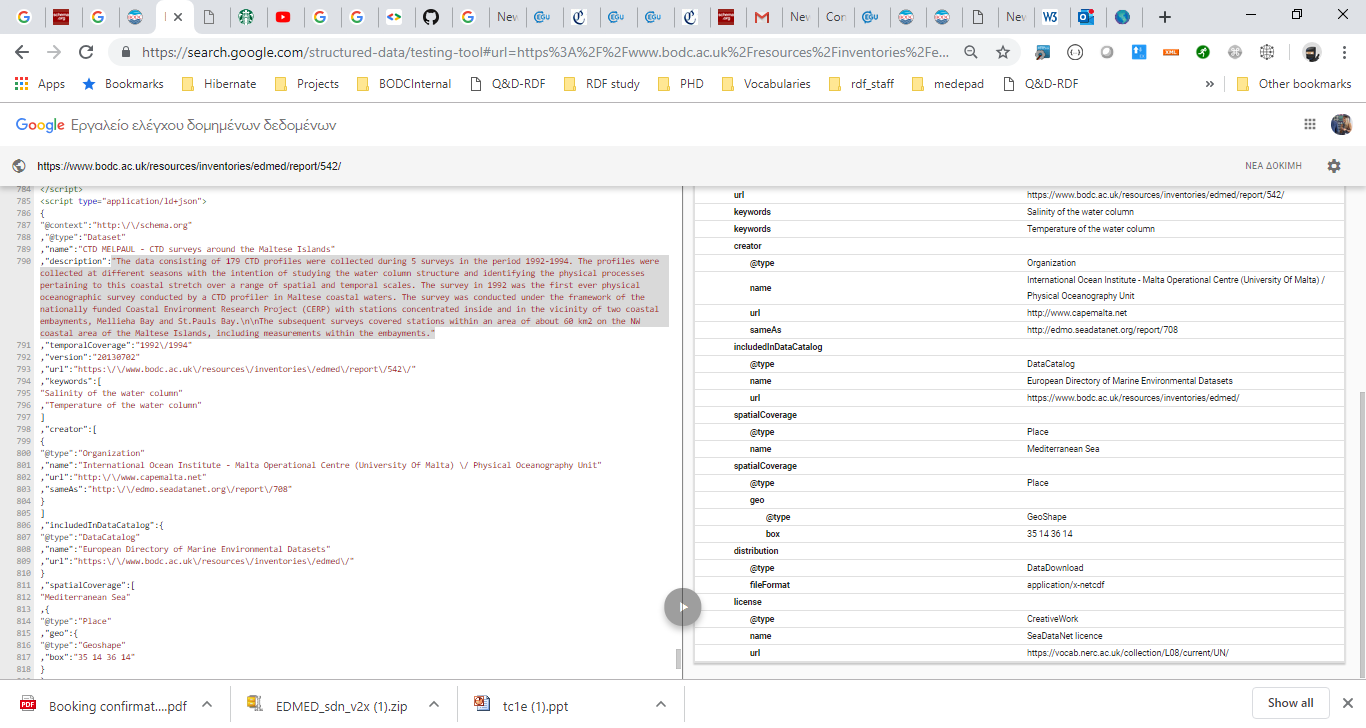 New
New
Con
New
W3
https://search.google.com/structured-data/testing-tool#url=https%3A%2F%2Fwww.bodc.ac.uk%2Fresources%2Finventories%2Fe...
Apps
Bookmarks
Hibernate
Projects
BODCInternal
Q&D-RDF
RDF study
PHD
Vocabularies
rdf_staff
medepad
Q&D-RDF
»
Other bookmarks
Google Εργαλείο ελέγχου δομημένων δεδομένων
https://www.bodc.ac.uk/resources/inventories/edmed/report/542/
ΝΕΑ ΔΟΚΙΜΗ
784 </script>
785 <script type="application/ld+json">
786 {
787 "@context":"http:\/\/schema.org"
788 ,"@type":"Dataset"
789 ,"name":"CTD MELPAUL - CTD surveys around the Maltese Islands"
790 ,"description":"The data consisting of 179 CTD profiles were collected during 5 surveys in the period 1992-1994. The profiles were
collected at different seasons with the intention of studying the water column structure and identifying the physical processes
pertaining to this coastal stretch over a range of spatial and temporal scales. The survey in 1992 was the first ever physical
oceanographic survey conducted by a CTD profiler in Maltese coastal waters. The survey was conducted under the framework of the
nationally funded Coastal Environment Research Project (CERP) with stations concentrated inside and in the vicinity of two coastal
embayments, Mellieha Bay and St.Pauls Bay.\n\nThe subsequent surveys covered stations within an area of about 60 km2 on the NW
coastal area of the Maltese Islands, including measurements within the embayments."
791 ,"temporalCoverage":"1992\/1994"
792 ,"version":"20130702"
793 ,"url":"https:\/\/www.bodc.ac.uk\/resources\/inventories\/edmed\/report\/542\/"
794 ,"keywords":[
795 "Salinity of the water column"
796 ,"Temperature of the water column"
797 ]
798 ,"creator":[
799 {
800 "@type":"Organization"
801 ,"name":"International Ocean Institute - Malta Operational Centre (University Of Malta) \/ Physical Oceanography Unit"
802 ,"url":"http:\/\/www.capemalta.net"
803 ,"sameAs":"http:\/\/edmo.seadatanet.org\/report\/708"
804 }
805 ]
806 ,"includedInDataCatalog":{
807 "@type":"DataCatalog"
808 ,"name":"European Directory of Marine Environmental Datasets"
809 ,"url":"https:\/\/www.bodc.ac.uk\/resources\/inventories\/edmed\/"
810 }
811 ,"spatialCoverage":[
812 "Mediterranean Sea"
813 ,{
814 "@type":"Place"
815 ,"geo":{
816 "@type":"Geoshape"
817 ,"box":"35 14 36 14"
818 }
url https://www.bodc.ac.uk/resources/inventories/edmed/report/542/
keywords Salinity of the water column
keywords Temperature of the water column
creator
@type Organization
name International Ocean Institute - Malta Operational Centre (University Of Malta) /
Physical Oceanography Unit
url http://www.capemalta.net
sameAs http://edmo.seadatanet.org/report/708
includedInDataCatalog
@type DataCatalog
name European Directory of Marine Environmental Datasets
url https://www.bodc.ac.uk/resources/inventories/edmed/
spatialCoverage
@type Place
name Mediterranean Sea
spatialCoverage
@type Place
geo
@type GeoShape
box 35 14 36 14
distribution
@type DataDownload
fileFormat application/x-netcdf
license
@type CreativeWork
name SeaDataNet licence
url https://vocab.nerc.ac.uk/collection/L08/current/UN/
Booking confirmat....pdf
EDMED_sdn_v2x (1).zip
tc1e (1).ppt
Show all